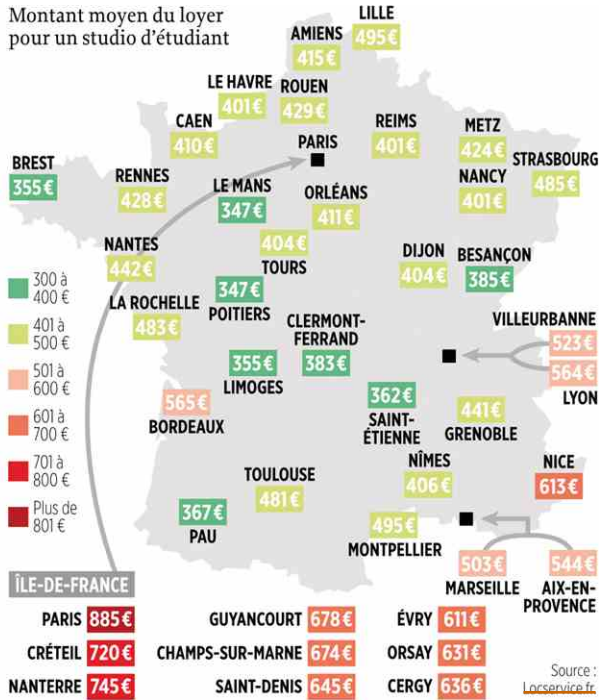 Montant moyen du loyer
pour un studio d'étudiant
LILLE
495€
AMIENS
415€
LE HAVRE
401€
ROUEN
429€
CAEN
410€
REIMS
401€
METZ
424€
STRASBOURG
485€
PARIS
BREST
355€
RENNES
428€
LE MANS
347€
ORLÉANS
411€
NANCY
401€
NANTES
442€
404€
TOURS
DIJON
404€
BESANÇON
385€
300 à
400 €
401 à
500 €
501 à
600 €
601 à
700 €
701 à
800 €
Plus de
801 €
LA ROCHELLE
483€
347€
POITIERS
CLERMONT-
FERRAND
383€
355€
LIMOGES
VILLEURBANNE
523€
564€
LYON
565€
BORDEAUX
362€
SAINT-
ÉTIENNE
441€
GRENOBLE
TOULOUSE
481€
NÎMES
406€
NICE
613€
367€
PAU
495€
MONTPELLIER
503€
MARSEILLE
544€
AIX-EN-
PROVENCE
ÎLE-DE-FRANCE
PARIS 885€
CRÉTEIL 720€
NANTERRE 745€
GUYANCOURT 678€
CHAMPS-SUR-MARNE 674€
SAINT-DENIS 645€
ÉVRY 611€
ORSAY 631€
CERGY 636€
Source :
Locservice.fr